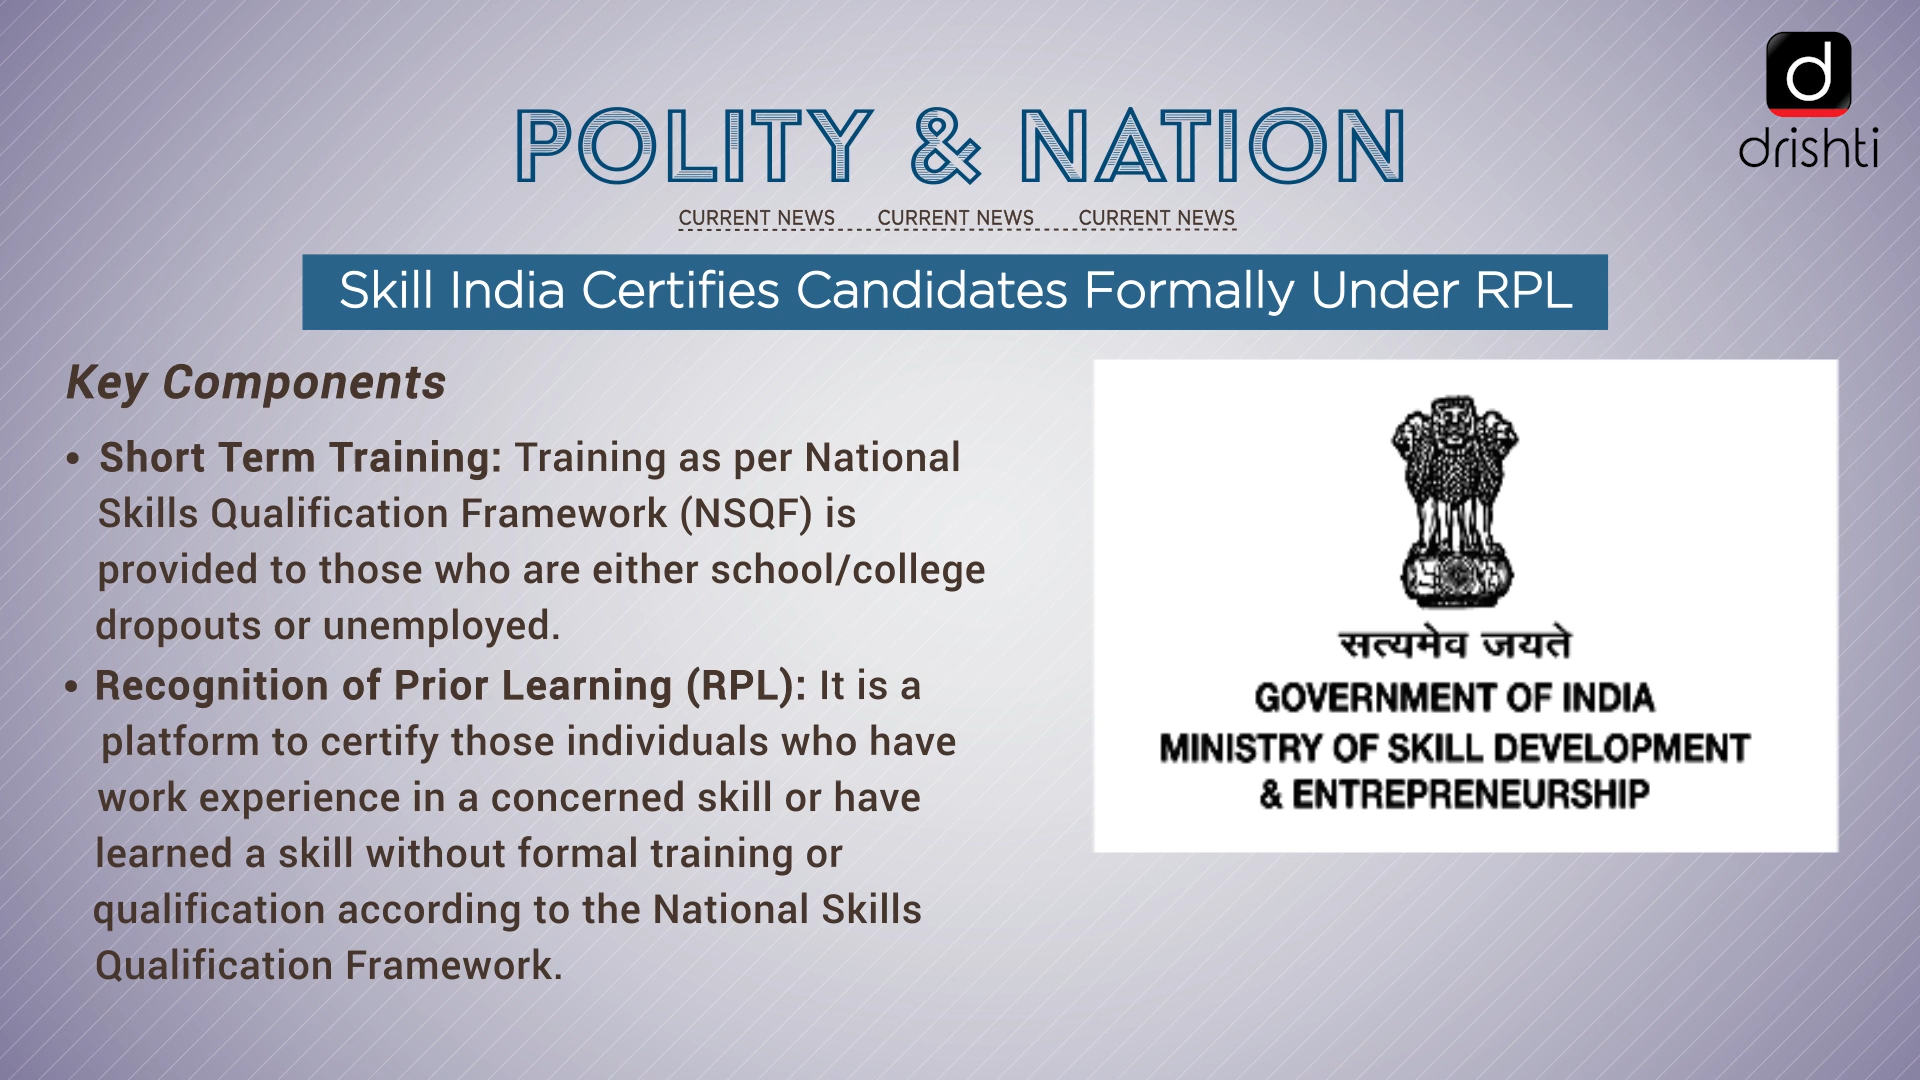 d
drishti
POLITY & NATION
CURRENT NEWS CURRENT NEWS CURRENT NEWS
Skill India Certifies Candidates Formally Under RPL
Key Components
• Short Term Training: Training as per National
Skills Qualification Framework (NSQF) is
provided to those who are either school/college
dropouts or unemployed.
• Recognition of Prior Learning (RPL): It is a
platform to certify those individuals who have
work experience in a concerned skill or have
learned a skill without formal training or
qualification according to the National Skills
Qualification Framework.
सत्यमेव जयते
GOVERNMENT OF INDIA
MINISTRY OF SKILL DEVELOPMENT
& ENTREPRENEURSHIP